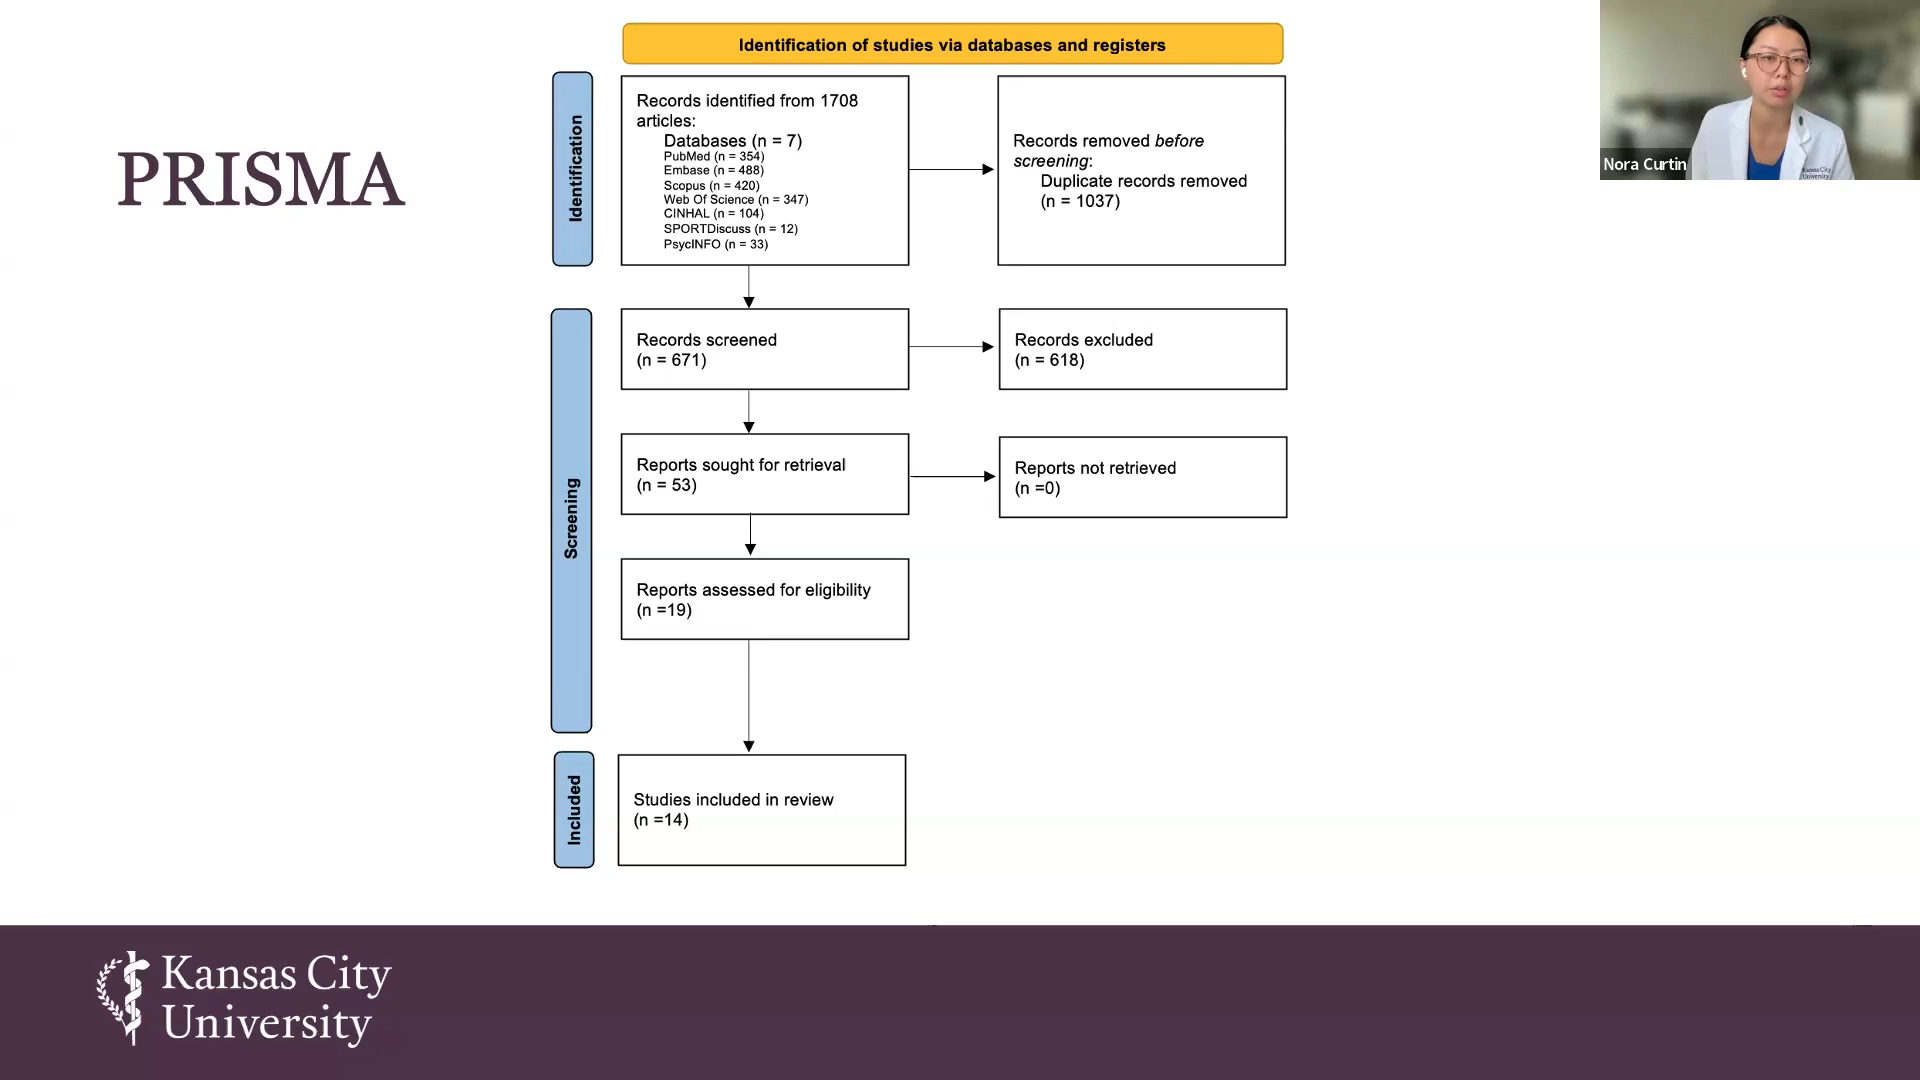 Identification of studies via databases and registers
PRISMA
Identification
Records identified from 1708
articles:
Databases (n = 7)
PubMed (n = 354)
Embase (n = 488)
Scopus (n = 420)
Web Of Science (n = 347)
CINHAL (n = 104)
SPORTDiscuss (n = 12)
PsycINFO (n = 33)
Records removed before
screening:
Duplicate records removed
(n = 1037)
Screening
Records screened
(n = 671)
Records excluded
(n = 618)
Reports sought for retrieval
(n = 53)
Reports not retrieved
(n =0)
Reports assessed for eligibility
(n =19)
Included
Studies included in review
(n =14)
Nora Curtin
Kansas City
University
Kansas City
University